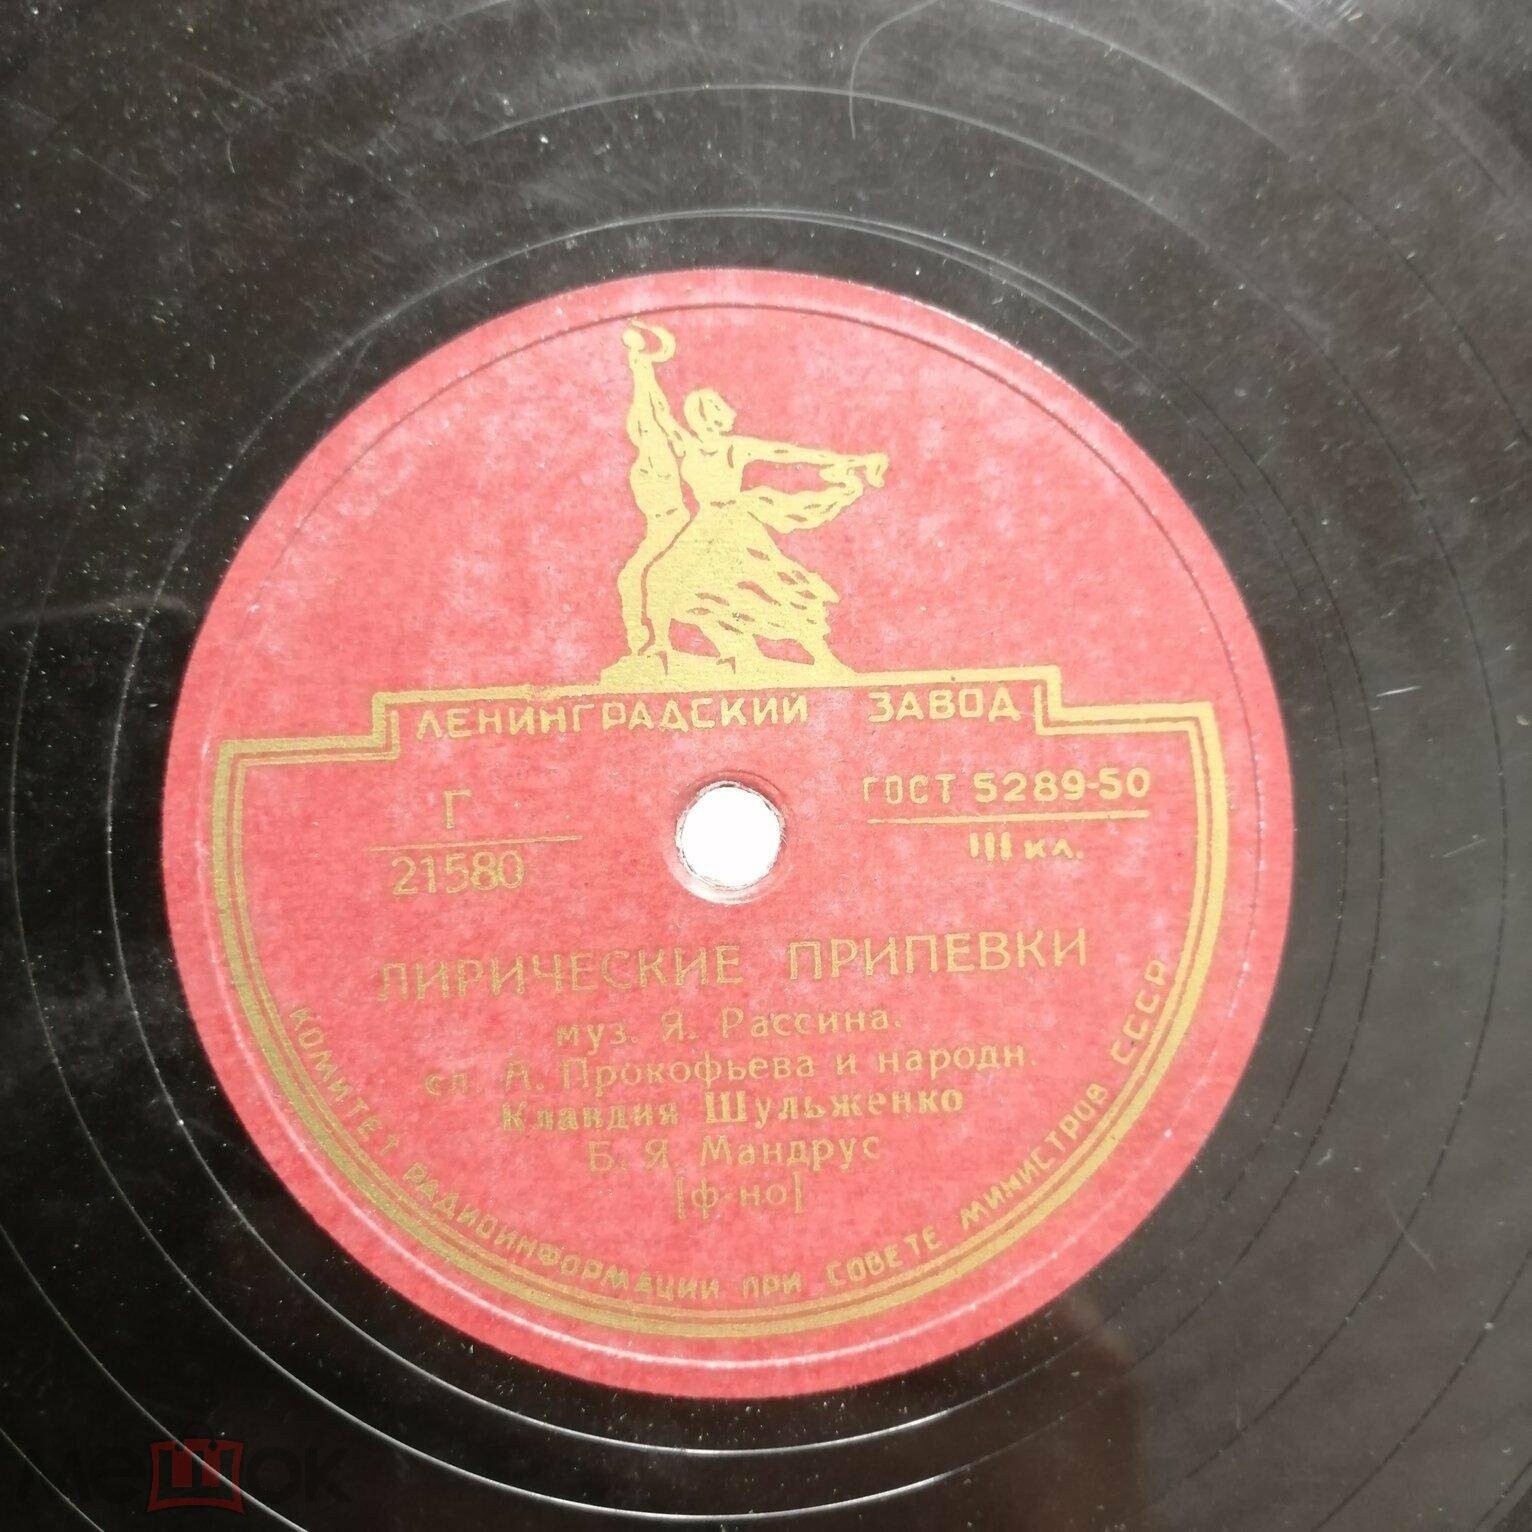 ЛЕНИНГРАДСКИЙ ЗАВОД
Г
21580
ГОСТ 5289-50
III кл.
ЛИРИЧЕСКИЕ ПРИПЕВКИ
муз. Я. Рассина.
сл. А. Прокофьева и народн.
Клавдия Шульженко
Б. Я Мандрус
[ф-но]
КОМИТЕТ РАДИОИНФОРМАЦИИ ПРИ СОВЕТЕ МИНИСТРОВ СССР
мешок